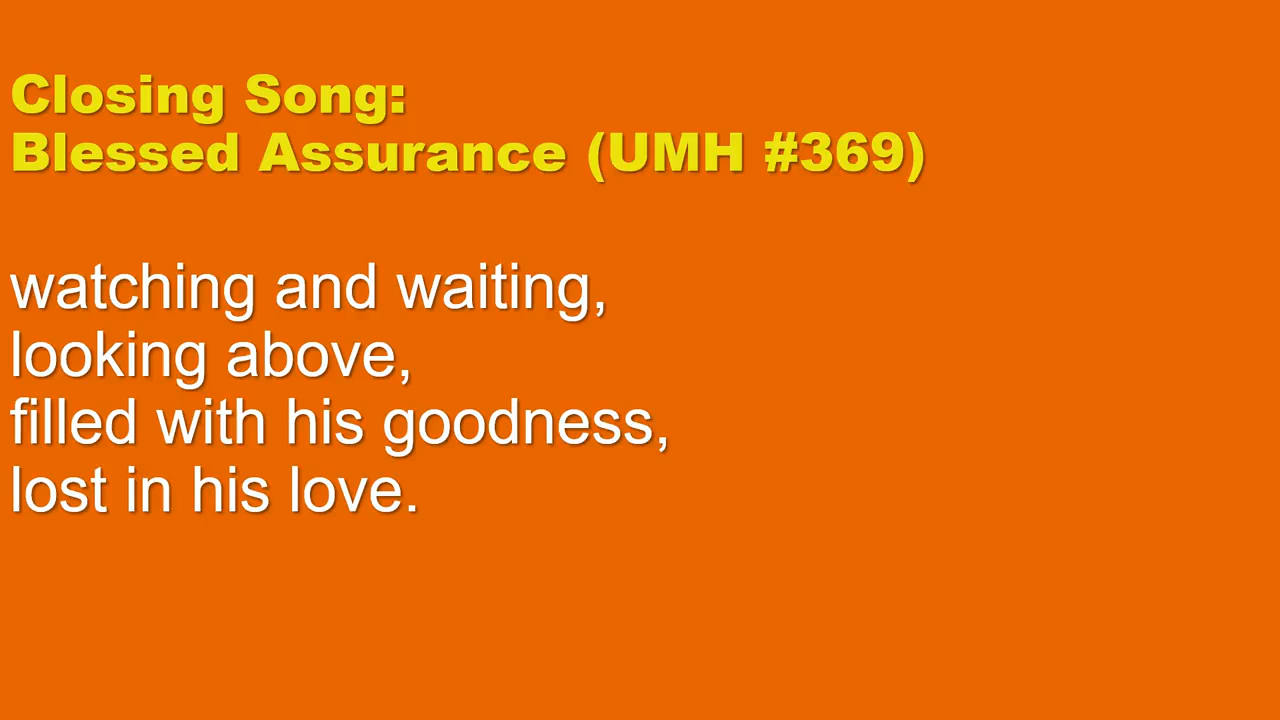 Closing Song:
Blessed Assurance (UMH #369)
watching and waiting,
looking above,
filled with his goodness,
lost in his love.